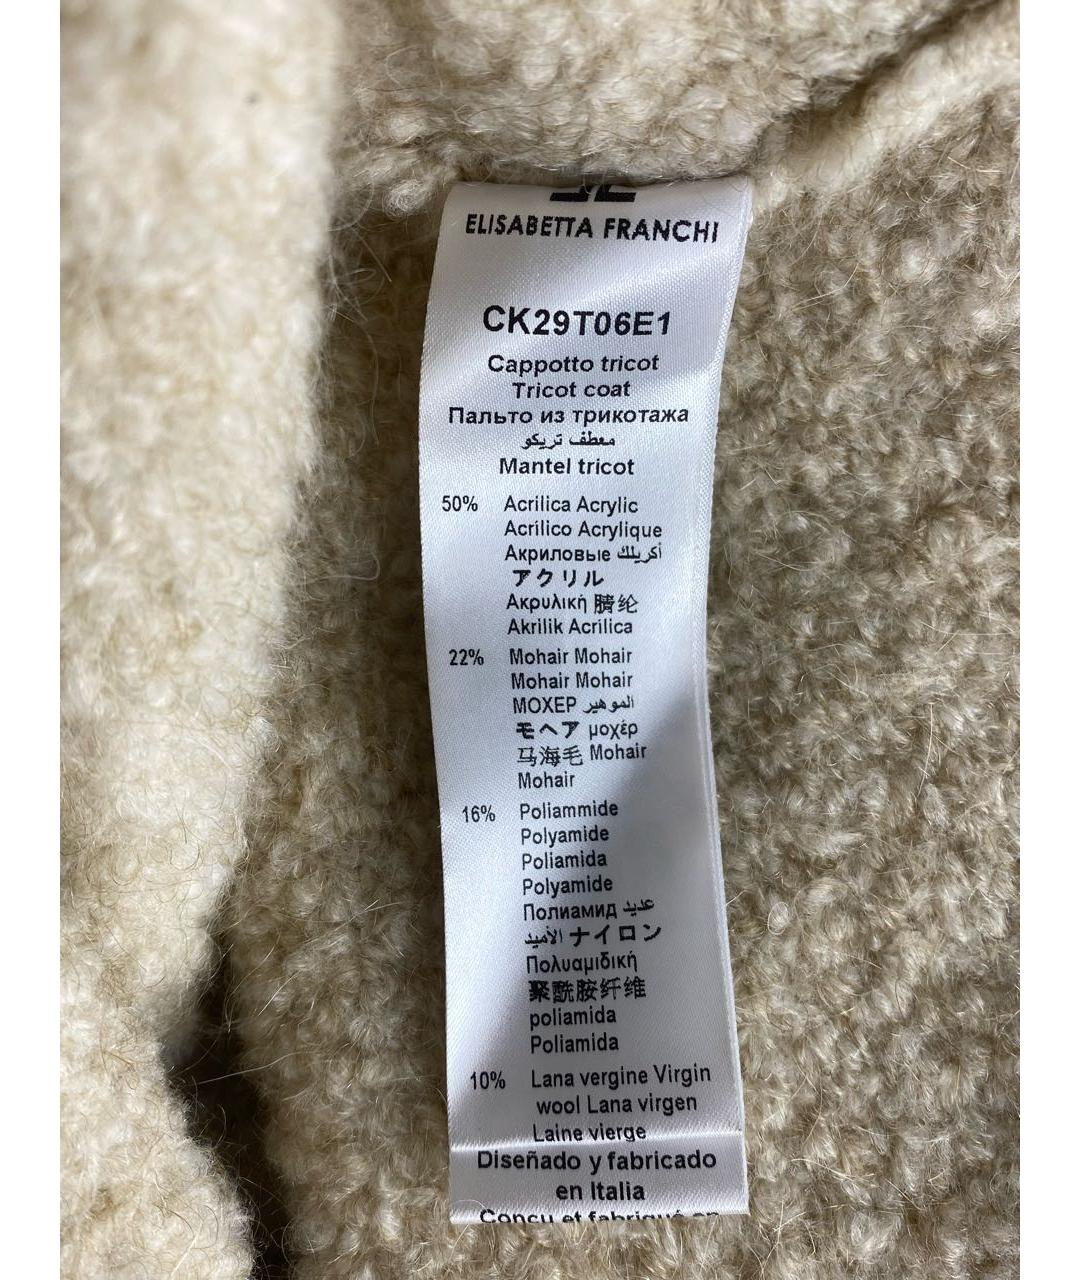 ELISABETTA FRANCHI
CK29T06E1
Cappotto tricot
Tricot coat
Пальто из трикотажа
معطف تريكو
Mantel tricot
50% Acrilica Acrylic
Acrilico Acrylique
Акриловые أكريلك
アクリル
Ακρυλική 腈纶
Akrilik Acrilica
22% Mohair Mohair
Mohair Mohair
МОХЕР الموهير
モヘア μοχέρ
马海毛 Mohair
Mohair
16% Poliammide
Polyamide
Poliamida
Polyamide
Полиамид عديد
الأميد ナイロン
Πολυαμιδική
聚酰胺纤维
poliamida
Poliamida
10% Lana vergine Virgin
wool Lana virgen
Laine vierge
Diseñado y fabricado
en Italia
Conçu et fabriqué en